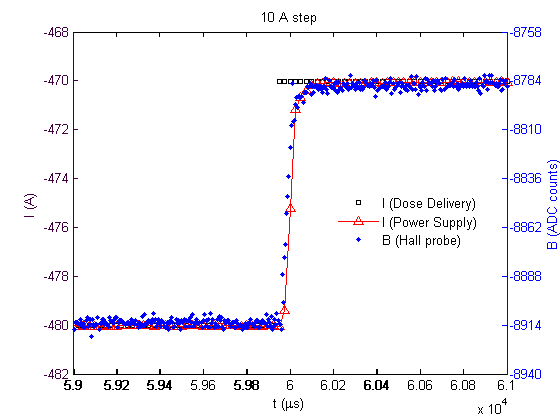 10 A step
-468
-470
-472
-474
-476
-478
-480
-482
I (A)
-8758
-8784
-8810
-8836
-8862
-8888
-8914
-8940
B (ADC counts)
I (Dose Delivery)
I (Power Supply)
B (Hall probe)
5.9 5.92 5.94 5.96 5.98 6 6.02 6.04 6.06 6.08 6.1
t (μs)
x 10⁴